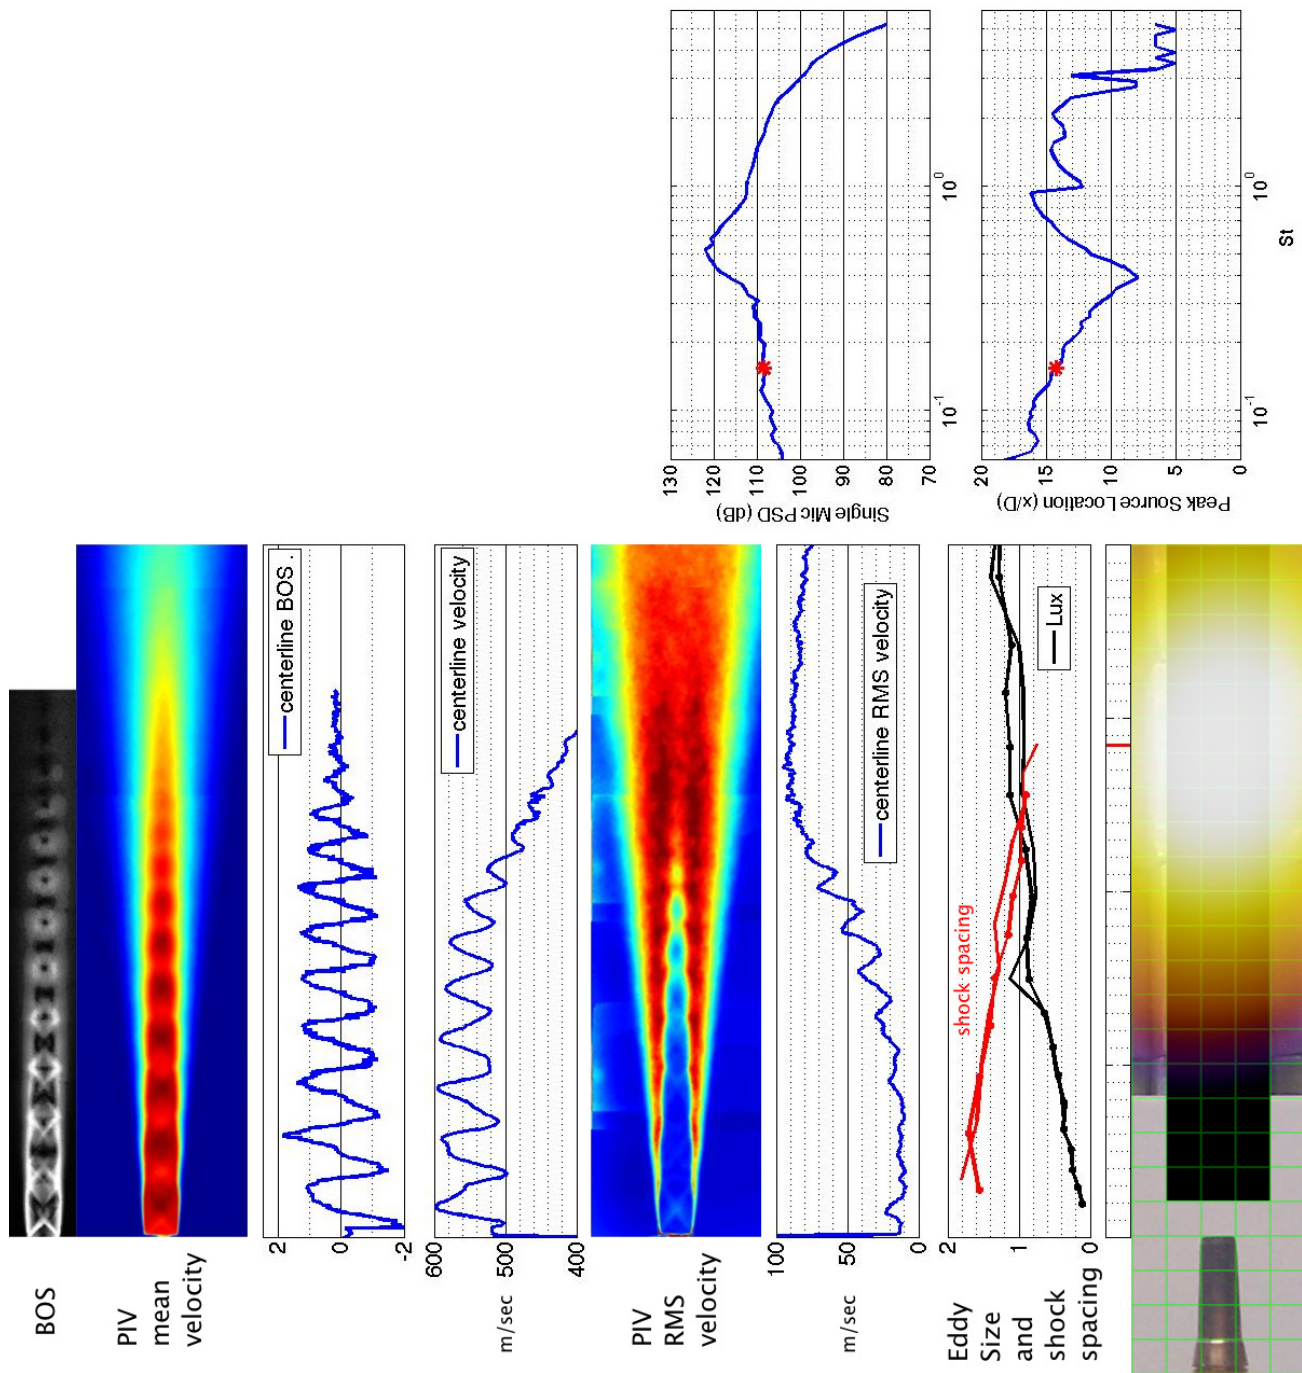 BOS
PIV
mean
velocity
centerline BOS .
2
0
-2
m/sec
600
500
400
centerline velocity
PIV
RMS
velocity
m/sec
100
50
0
centerline RMS velocity
Eddy
Size
and
shock
spacing
2
1
0
shock spacing
Lux
Single Mic PSD (dB)
130
120
110
100
90
80
70
10⁻¹
10⁰
Peak Source Location (x/D)
20
15
10
5
0
10⁻¹
10⁰
St